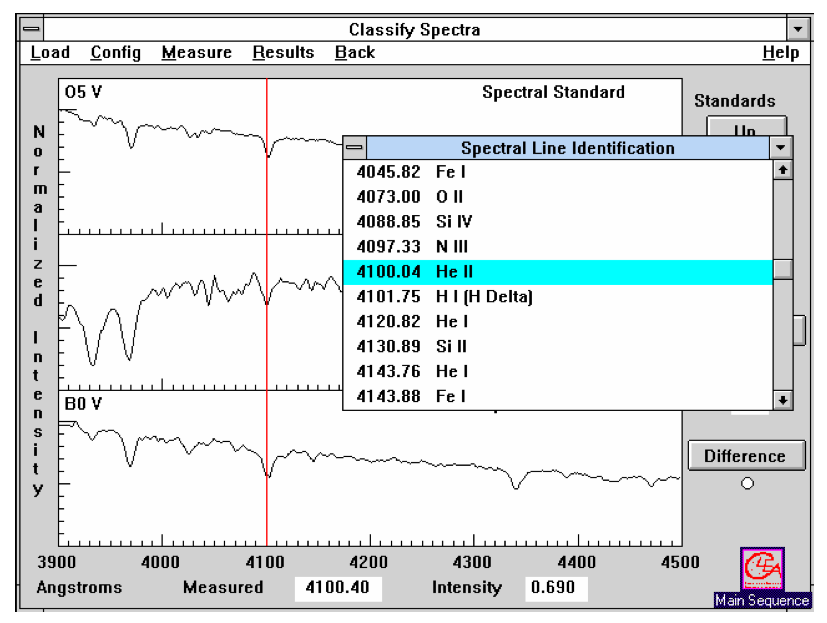 Classify Spectra
Load Config Measure Results Back Help
O5 V
Spectral Standard
Standards
Up
Normalized Intensity
Spectral Line Identification
4045.82 Fe I
4073.00 O II
4088.85 Si IV
4097.33 N III
4100.04 He II
4101.75 H I (H Delta)
4120.82 He I
4130.89 Si II
4143.76 He I
4143.88 Fe I
B0 V
Difference
3900 4000 4100 4200 4300 4400 4500
Angstroms Measured 4100.40 Intensity 0.690
CLEA
Main Sequence